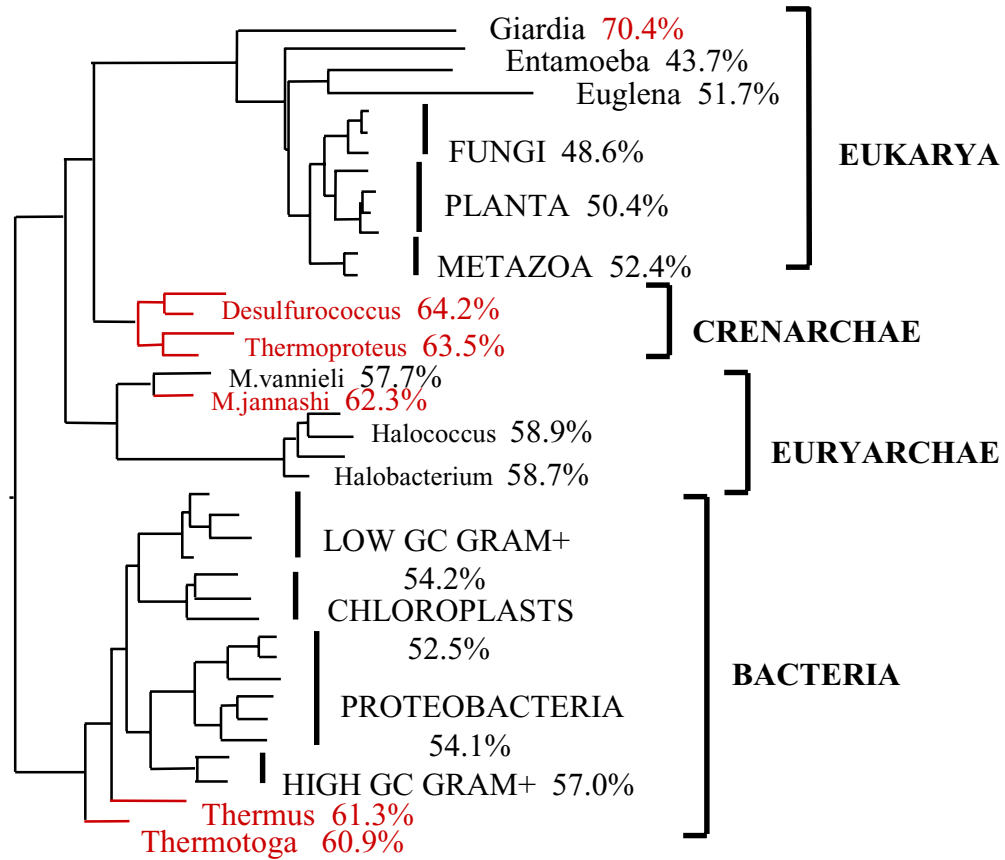 Giardia 70.4%
Entamoeba 43.7%
Euglena 51.7%
FUNGI 48.6%
EUKARYA
PLANTA 50.4%
METAZOA 52.4%
Desulfurococcus 64.2%
CRENARCHAE
Thermoproteus 63.5%
M.vannieli 57.7%
M.jannashi 62.3%
Halococcus 58.9%
EURYARCHAE
Halobacterium 58.7%
LOW GC GRAM+
54.2%
CHLOROPLASTS
52.5%
BACTERIA
PROTEOBACTERIA
54.1%
HIGH GC GRAM+ 57.0%
Thermus 61.3%
Thermotoga 60.9%